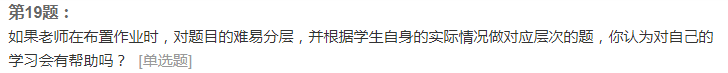 第19题：
如果老师在布置作业时，对题目的难易分层，并根据学生自身的实际情况做对应层次的题，你认为对自己的
学习会有帮助吗？ [单选题]